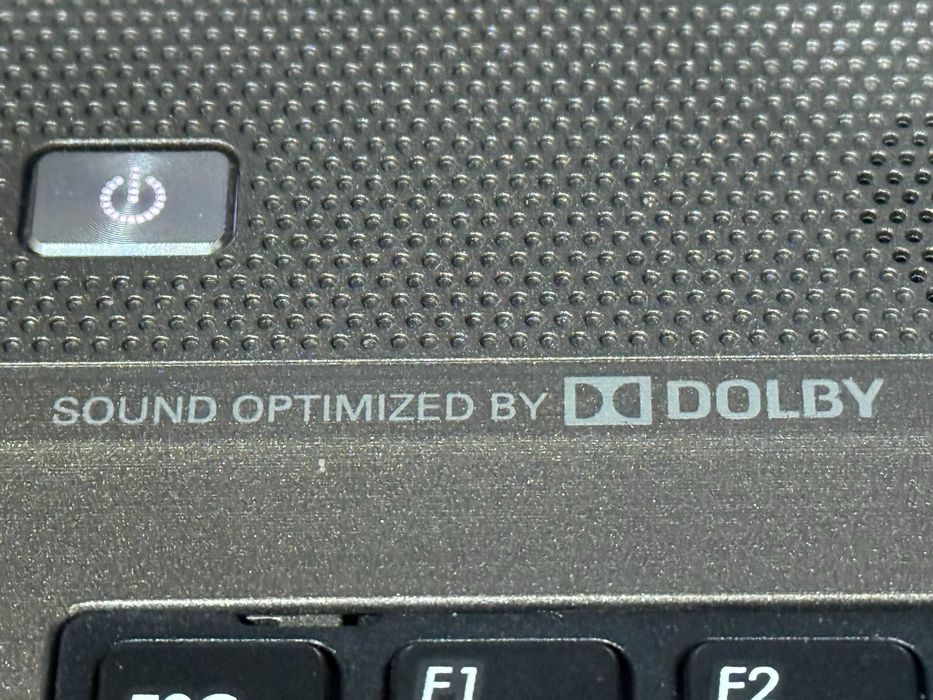 SOUND OPTIMIZED BY DOLBY
F1 F2